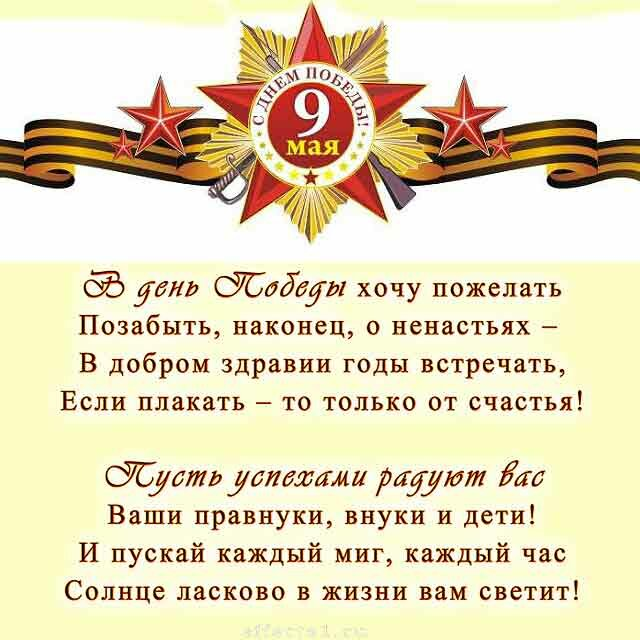 С ДНЕМ ПОБЕДЫ!
9
мая
В день Победы хочу пожелать
Позабыть, наконец, о ненастьях –
В добром здравии годы встречать,
Если плакать – то только от счастья!
Пусть успехами радуют вас
Ваши правнуки, внуки и дети!
И пускай каждый миг, каждый час
Солнце ласково в жизни вам светит!